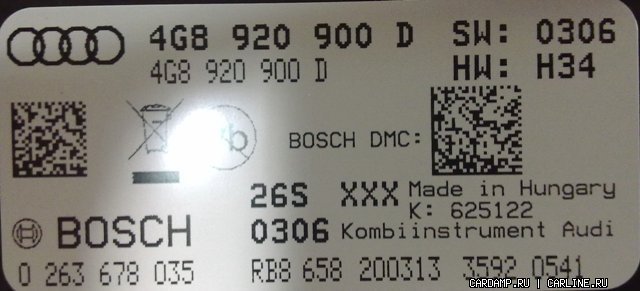 4G8 920 900 D SW: 0306
4G8 920 900 D HW: H34
BOSCH DMC:
26S XXX Made in Hungary
K: 625122
BOSCH 0306 Kombiinstrument Audi
0 263 678 035 RB8 658 200313 3592 0541
CARDAMP.RU | CARLINE.RU